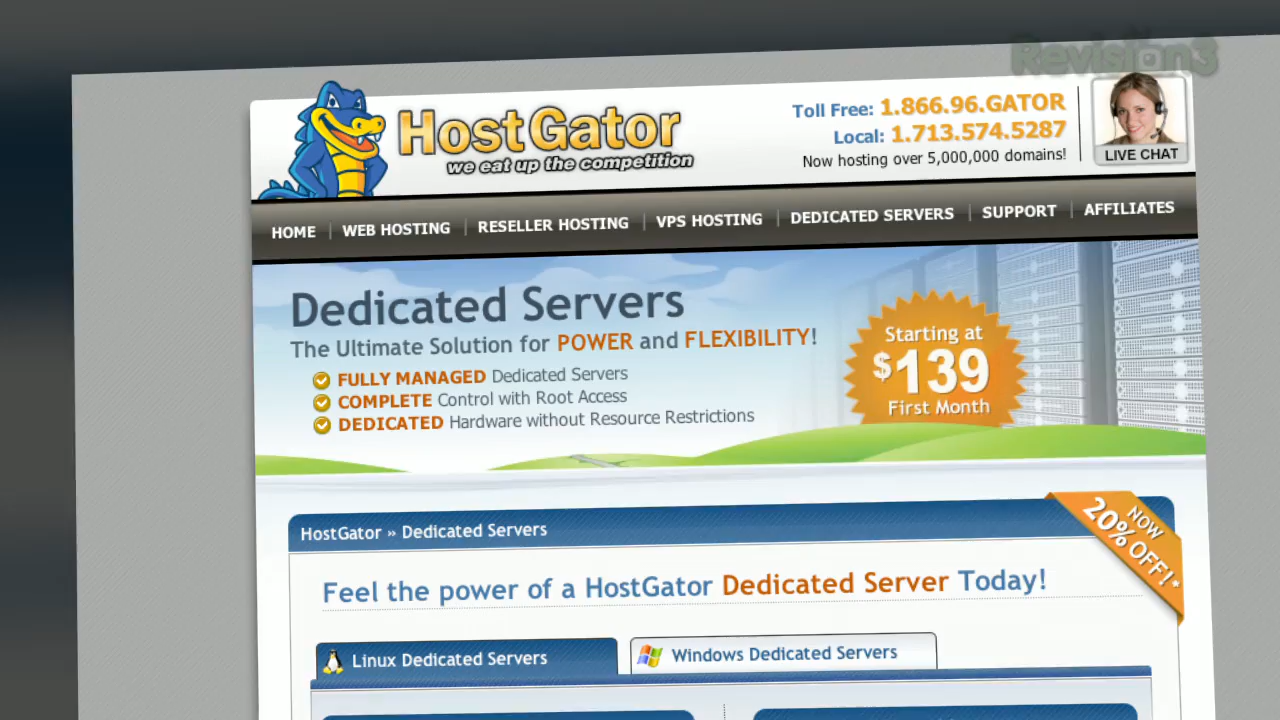 Revision3
HostGator
we eat up the competition
Toll Free: 1.866.96.GATOR
Local: 1.713.574.5287
Now hosting over 5,000,000 domains!
LIVE CHAT
HOME | WEB HOSTING | RESELLER HOSTING | VPS HOSTING | DEDICATED SERVERS | SUPPORT | AFFILIATES
Dedicated Servers
The Ultimate Solution for POWER and FLEXIBILITY!
FULLY MANAGED Dedicated Servers
COMPLETE Control with Root Access
DEDICATED Hardware without Resource Restrictions
Starting at
$139
First Month
HostGator » Dedicated Servers
NOW
20% OFF!*
Feel the power of a HostGator Dedicated Server Today!
Linux Dedicated Servers
Windows Dedicated Servers